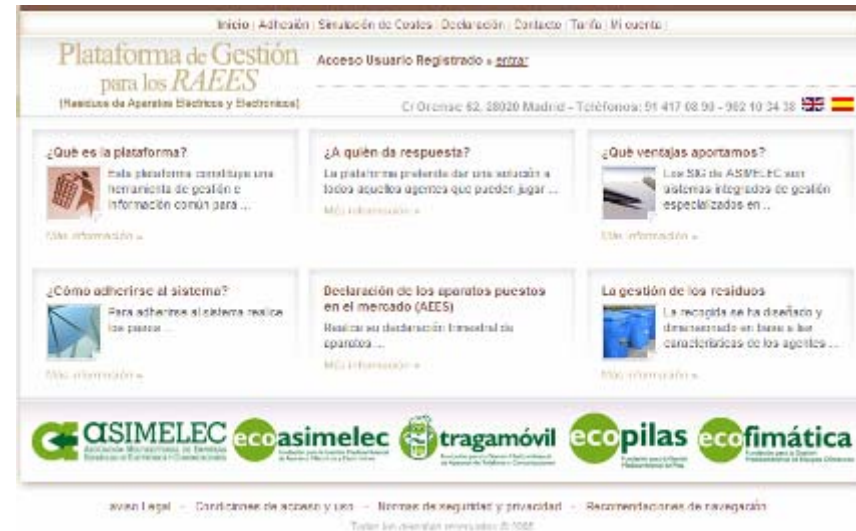 Inicio | Adhesión | Simulación de Costes | Declaración | Contacto | Tarifa | Mi cuenta |
Plataforma de Gestión
para los RAEES
(Residuos de Aparatos Eléctricos y Electrónicos)
Acceso Usuario Registrado » entrar
C/ Orense 62, 28020 Madrid - Teléfonos: 91 417 08 90 - 902 10 34 38
¿Qué es la plataforma?
Esta plataforma constituye una
herramienta de gestión e
información común para ...
Más información »
¿A quién da respuesta?
La plataforma pretende dar una solución a
todos aquellos agentes que pueden jugar ...
Más información »
¿Qué ventajas aportamos?
Los SIG de ASIMELEC son
sistemas integrados de gestión
especializados en ...
Más información »
¿Cómo adherirse al sistema?
Para adherirse al sistema realice
los pasos ...
Más información »
Declaración de los aparatos puestos
en el mercado (AEES)
Realice su declaración trimestral de
aparatos ...
Más información »
La gestión de los residuos
La recogida se ha diseñado y
dimensionado en base a las
características de los agentes ...
Más información »
aSIMELEC
ecoasimelec
tragamóvil
ecopilas
ecofimática
Aviso Legal - Condiciones de acceso y uso - Normas de seguridad y privacidad - Recomendaciones de navegación
Todos los derechos reservados ©